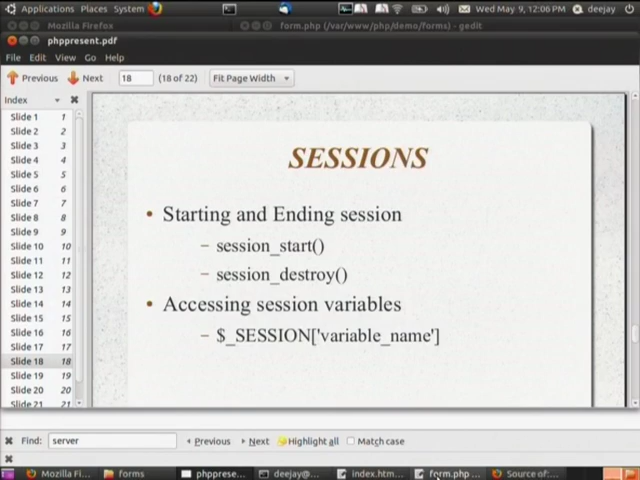 Applications Places System Wed May 9, 12:06 PM deejay
Mozilla Firefox form.php (/var/www/php/demo/forms) - gedit
phppresent.pdf
File Edit View Go Help
Previous Next 18 (18 of 22) Fit Page Width
Index
Slide 1 1
Slide 2 2
Slide 3 3
Slide 4 4
Slide 5 5
Slide 6 6
Slide 7 7
Slide 8 8
Slide 9 9
Slide 10 10
Slide 11 11
Slide 12 12
Slide 13 13
Slide 14 14
Slide 15 15
Slide 16 16
Slide 17 17
Slide 18 18
Slide 19 19
Slide 20 20
Slide 21 21
SESSIONS
• Starting and Ending session
– session_start()
– session_destroy()
• Accessing session variables
– $_SESSION['variable_name']
Find: server Previous Next Highlight all Match case
Mozilla Fi... forms phpprese... deejay@... index.htm... form.php ... Source of:...